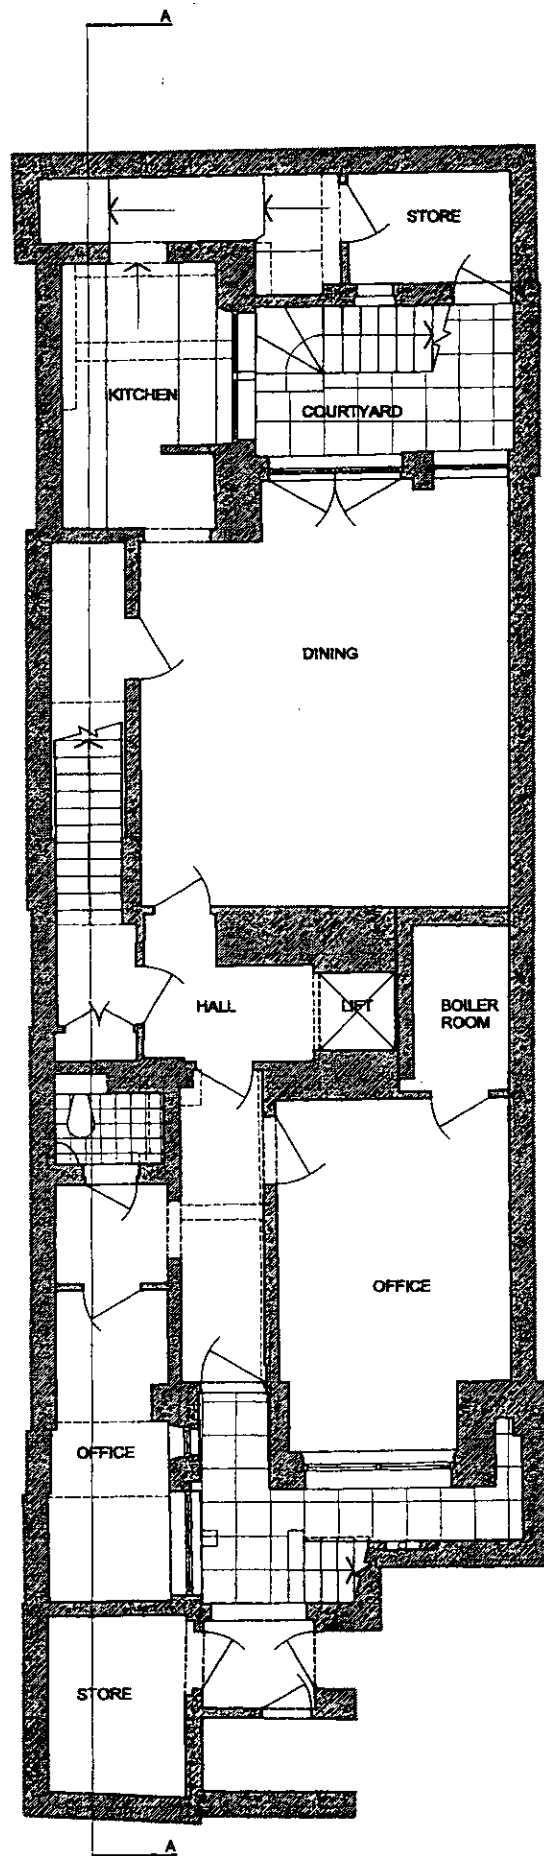 A
STORE
KITCHEN
COURTYARD
DINING
HALL
LIFT
BOILER
ROOM
OFFICE
OFFICE
STORE
A